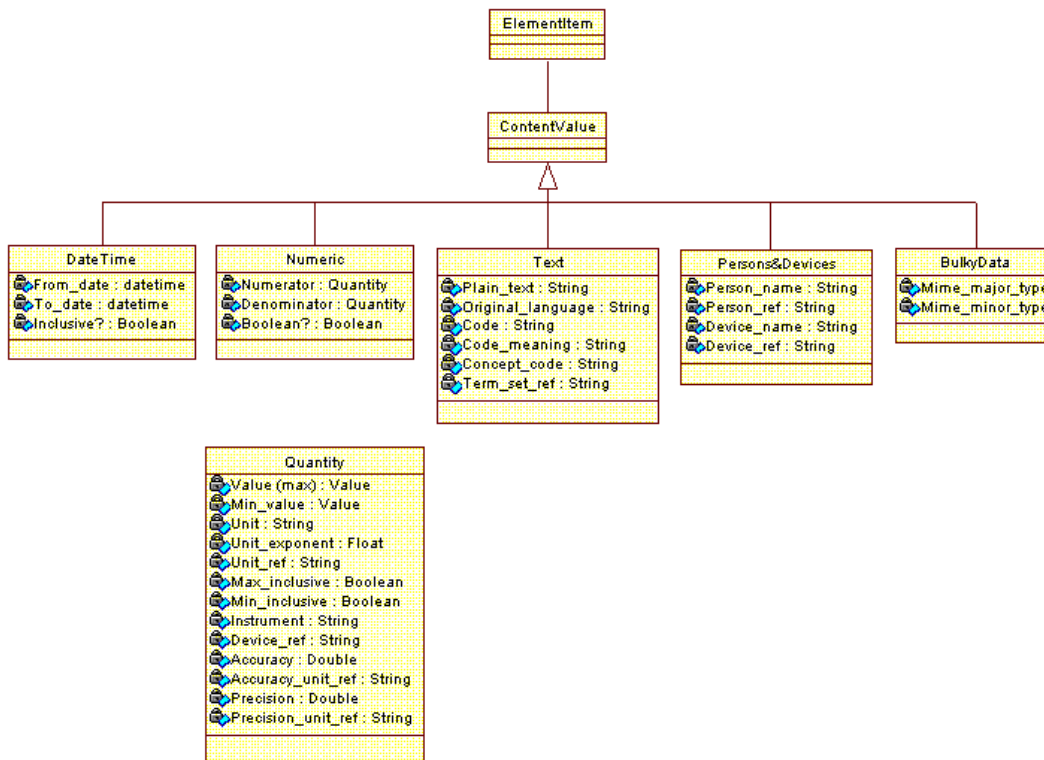 ElementItem
ContentValue
DateTime
From_date : datetime
To_date : datetime
Inclusive? : Boolean
Numeric
Numerator : Quantity
Denominator : Quantity
Boolean? : Boolean
Text
Plain_text : String
Original_language : String
Code : String
Code_meaning : String
Concept_code : String
Term_set_ref : String
Persons&Devices
Person_name : String
Person_ref : String
Device_name : String
Device_ref : String
BulkyData
Mime_major_type
Mime_minor_type
Quantity
Value (max) : Value
Min_value : Value
Unit : String
Unit_exponent : Float
Unit_ref : String
Max_inclusive : Boolean
Min_inclusive : Boolean
Instrument : String
Device_ref : String
Accuracy : Double
Accuracy_unit_ref : String
Precision : Double
Precision_unit_ref : String